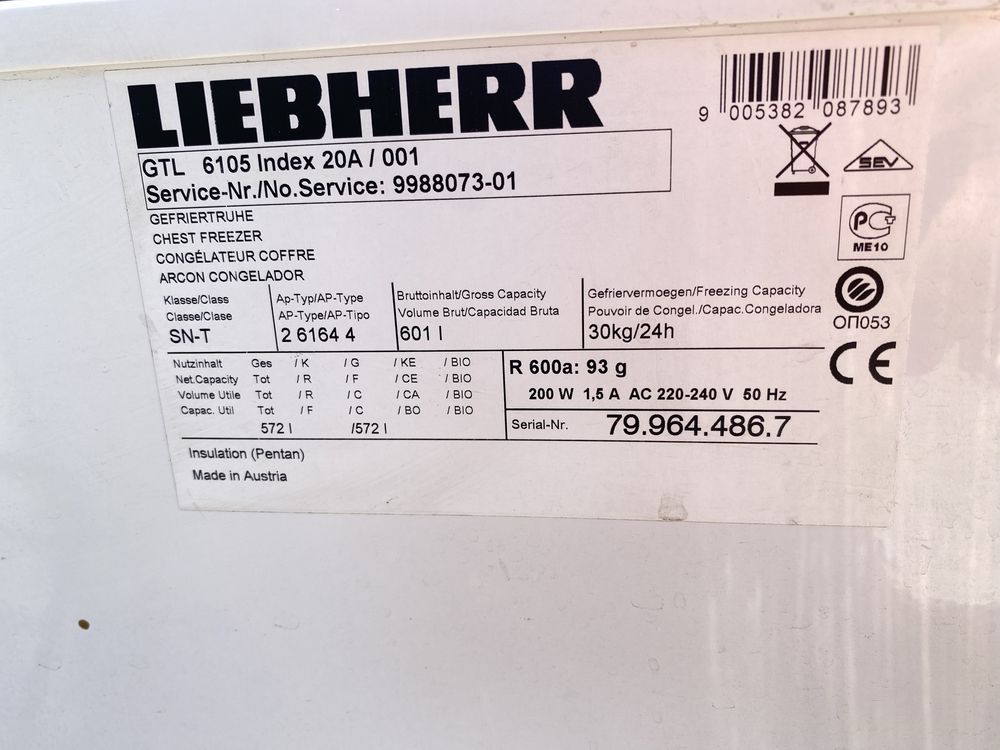 LIEBHERR
9 005382 087893
GTL 6105 Index 20A / 001
Service-Nr./No.Service: 9988073-01
SEV
GEFRIERTRUHE
CHEST FREEZER
CONGÉLATEUR COFFRE
ARCON CONGELADOR
PC
ME10
ОП053
CE
Klasse/Class
Classe/Clase
SN-T
Ap-Typ/AP-Type
AP-Type/AP-Tipo
2 6164 4
Bruttoinhalt/Gross Capacity
Volume Brut/Capacidad Bruta
601 l
Gefriervermoegen/Freezing Capacity
Pouvoir de Congel./Capac.Congeladora
30kg/24h
Nutzinhalt Ges / K / G / KE / BIO
Net.Capacity Tot / R / F / CE / BIO
Volume Utile Tot / R / C / CA / BIO
Capac. Util Tot / F / C / BO / BIO
572 l /572 l
R 600a: 93 g
200 W 1,5 A AC 220-240 V 50 Hz
Serial-Nr. 79.964.486.7
Insulation (Pentan)
Made in Austria